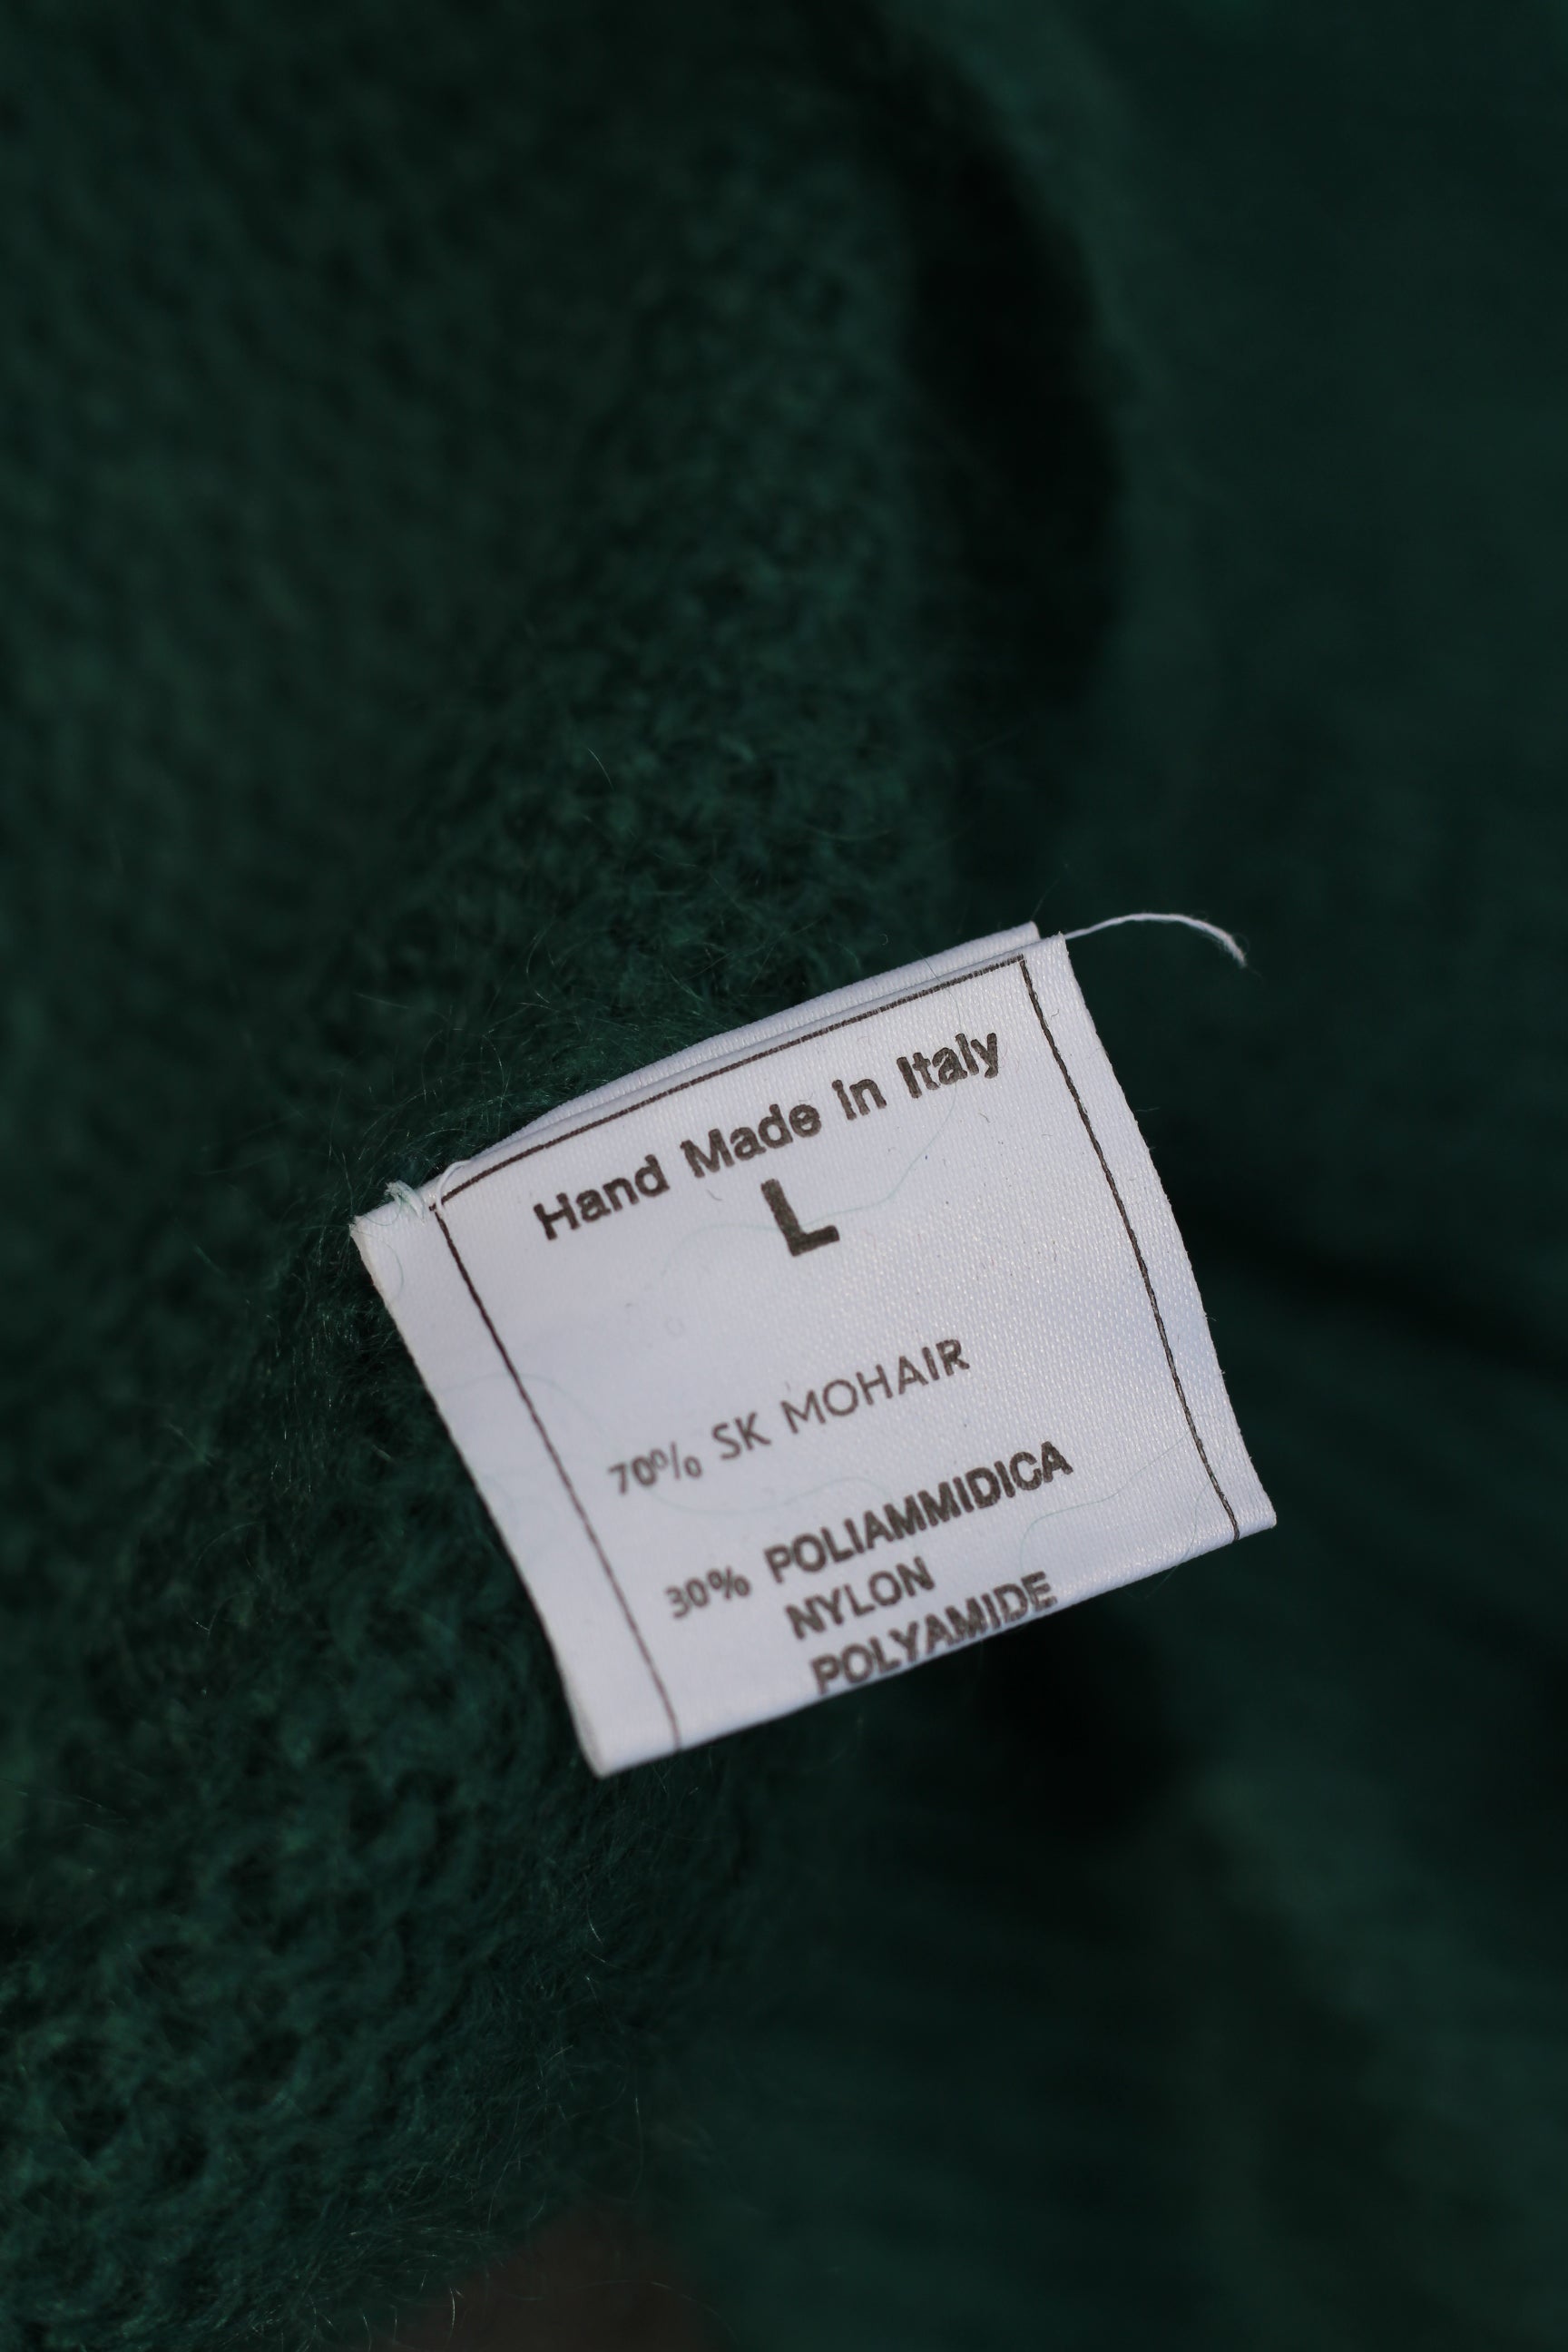 Hand Made in Italy
L
70% SK MOHAIR
30% POLIAMMIDICA
NYLON
POLYAMIDE